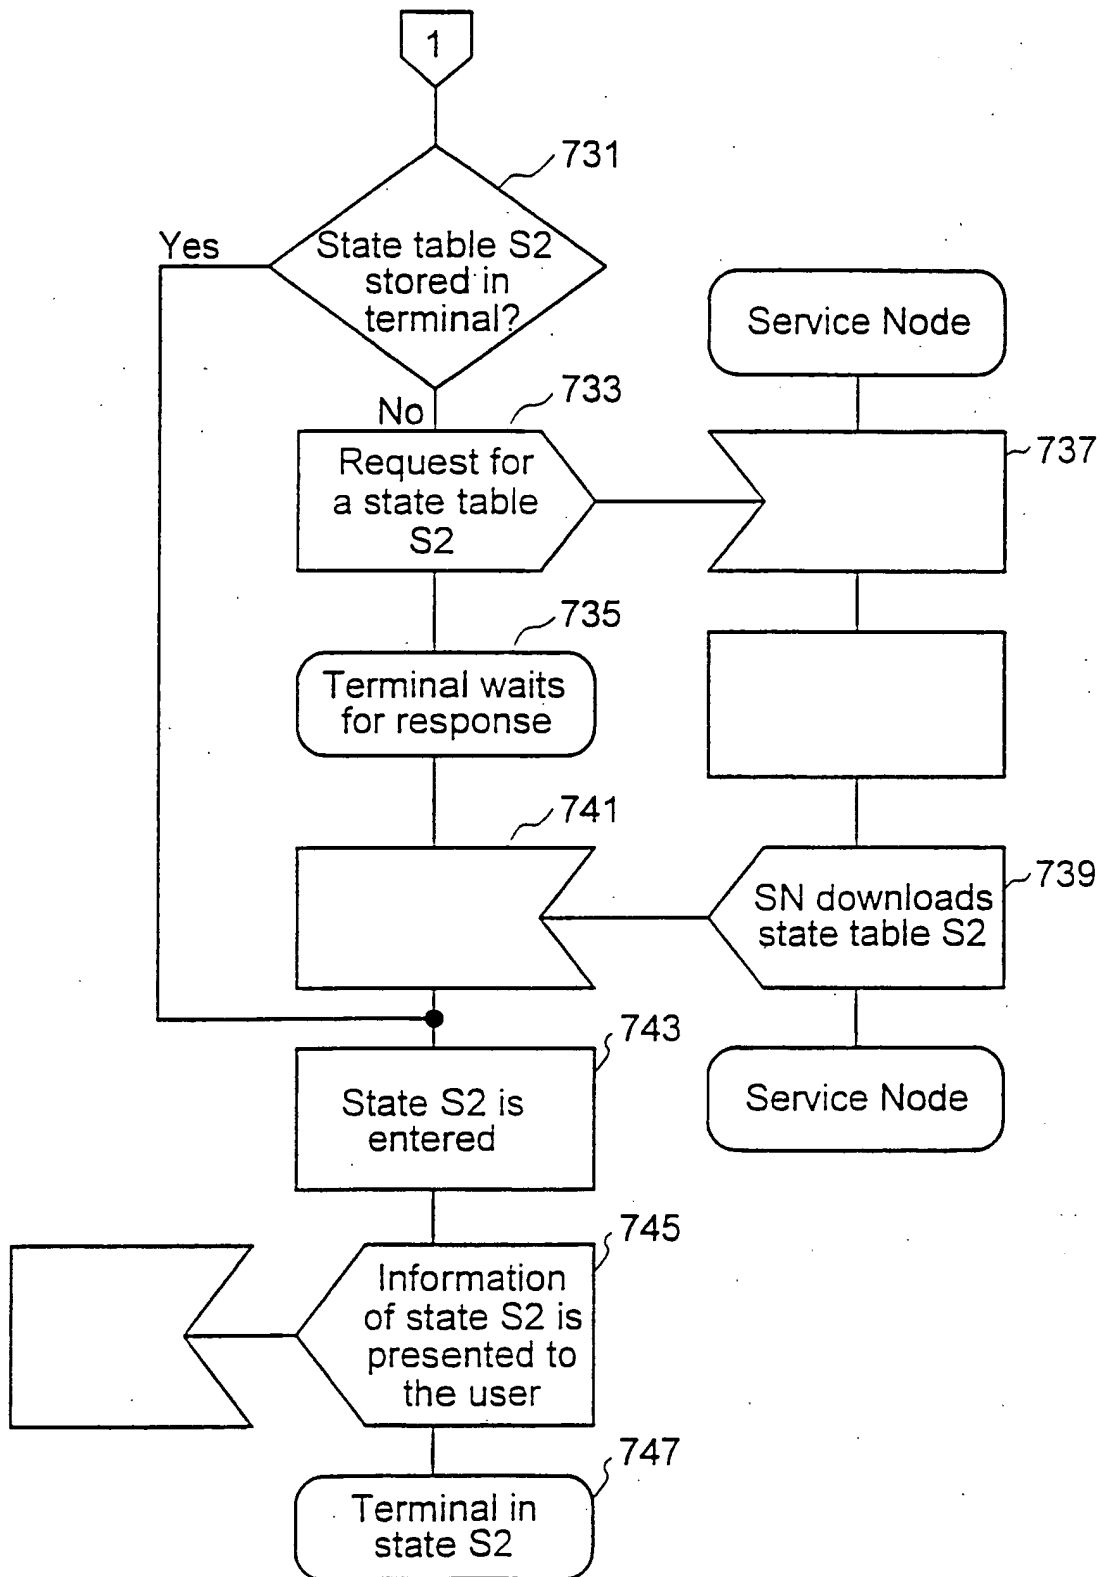 1
731
Yes
State table S2
stored in
terminal?
Service Node
No
733
Request for
a state table
S2
737
735
Terminal waits
for response
741
SN downloads
state table S2
739
743
State S2 is
entered
Service Node
745
Information
of state S2 is
presented to
the user
747
Terminal in
state S2